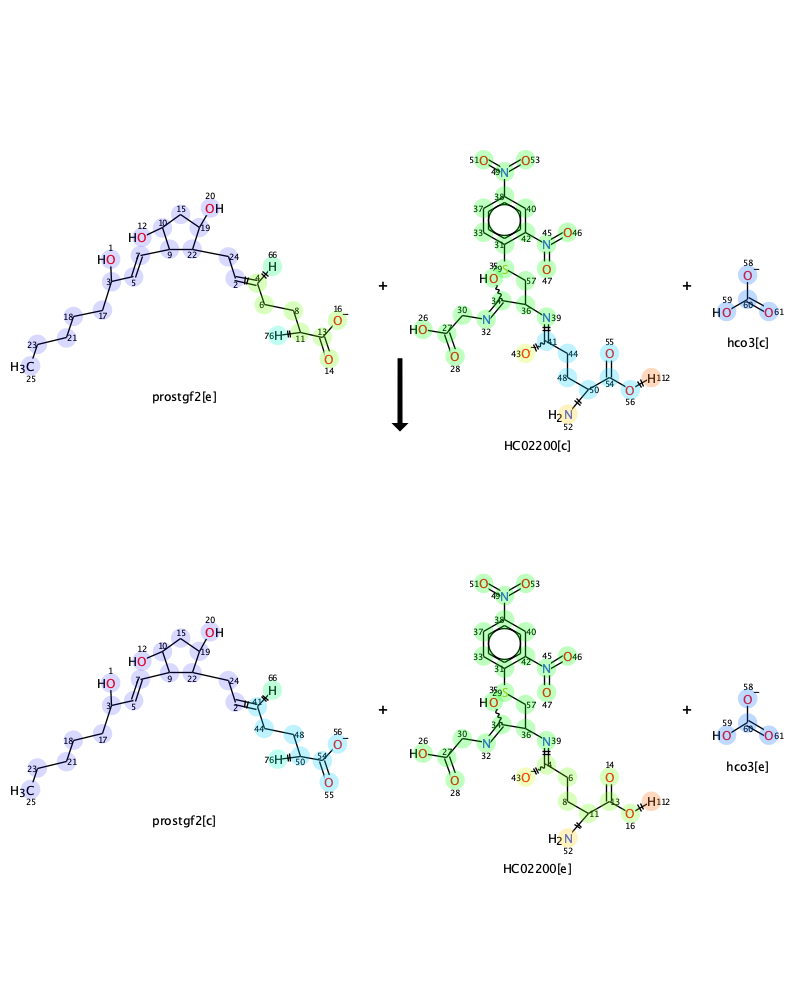 20
OH
15
12
HO
10
19
1
HO
7
9
22
24
66
H
3
5
2
4
6
8
16
O⁻
18
17
76H
11
13
23
21
O
14
H₃C
25
prostgf2[e]
+
51O
O53
49N
38
37
40
33
42
45
N
O46
31
O
47
35
HO
29S
57
34
36
N39
30
26
HO
27
N
32
O
28
43O
41
44
55
O
48
54
50
O
56
H112
H₂N
52
HC02200[c]
+
58
O⁻
59
HO
60
O61
hco3[c]
20
OH
15
12
HO
10
19
1
HO
7
9
22
24
66
H
3
5
2
41
44
48
56
O⁻
18
17
76H
50
54
23
21
O
55
H₃C
25
prostgf2[c]
+
51O
O53
49N
38
37
40
33
42
45
N
O46
31
O
47
35
HO
29S
57
34
36
N39
30
26
HO
27
N
32
O
28
43O
4
6
14
O
8
13
11
O
16
H112
H₂N
52
HC02200[e]
+
58
O⁻
59
HO
60
O61
hco3[e]